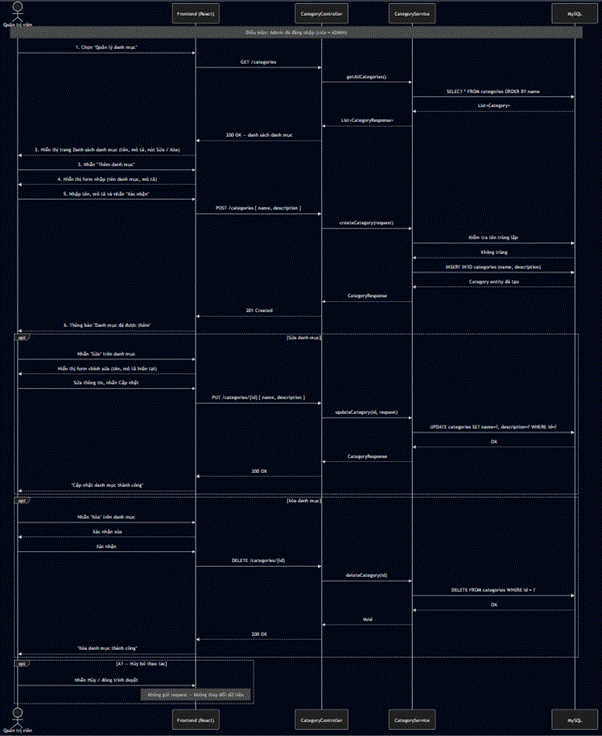 Quản trị viên
Frontend (React)
CategoryController
CategoryService
MySQL
Điều kiện: Admin đã đăng nhập (role = ADMIN)
1. Chọn "Quản lý danh mục"
GET /categories
getAllCategories()
SELECT * FROM categories ORDER BY name
List<Category>
List<CategoryResponse>
200 OK — danh sách danh mục
2. Hiển thị trang Danh sách danh mục (tên, mô tả, nút Sửa / Xóa)
3. Nhấn "Thêm danh mục"
4. Hiển thị form nhập (tên danh mục, mô tả)
5. Nhập tên, mô tả và nhấn "Xác nhận"
POST /categories { name, description }
createCategory(request)
Kiểm tra tên trùng lặp
Không trùng
INSERT INTO categories (name, description)
Category entity đã tạo
CategoryResponse
201 Created
6. Thông báo "Danh mục đã được thêm"
opt
[Sửa danh mục]
Nhấn "Sửa" trên danh mục
Hiển thị form chỉnh sửa (tên, mô tả hiện tại)
Sửa thông tin, nhấn Cập nhật
PUT /categories/{id} { name, description }
updateCategory(id, request)
UPDATE categories SET name=?, description=? WHERE id=?
OK
CategoryResponse
200 OK
"Cập nhật danh mục thành công"
opt
[Xóa danh mục]
Nhấn "Xóa" trên danh mục
Xác nhận xóa
Xác nhận
DELETE /categories/{id}
deleteCategory(id)
DELETE FROM categories WHERE id = ?
OK
Void
200 OK
"Xóa danh mục thành công"
opt
[A1 — Hủy bỏ thao tác]
Nhấn Hủy / đóng trình duyệt
Không gửi request — không thay đổi dữ liệu
Quản trị viên
Frontend (React)
CategoryController
CategoryService
MySQL